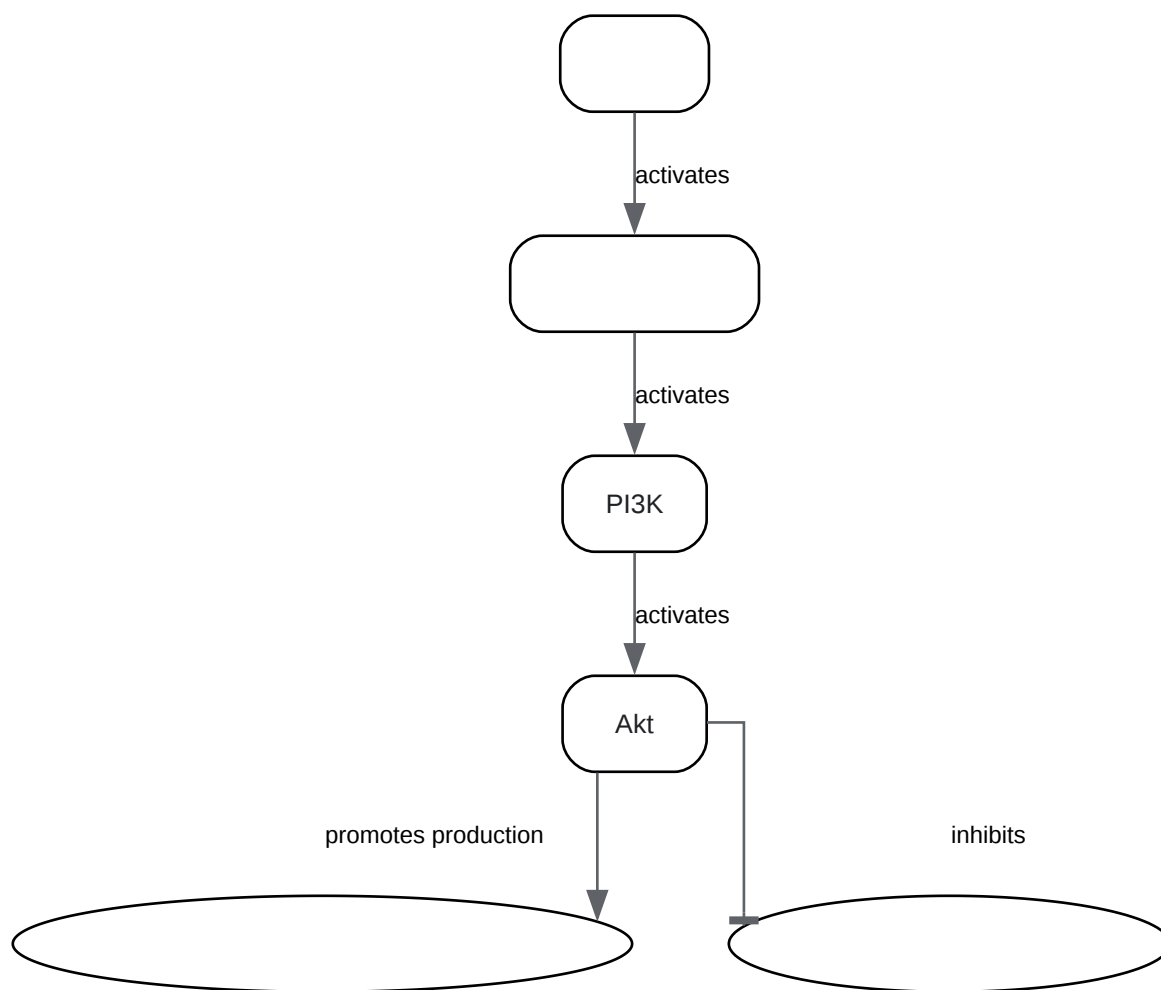 activates
activates
PI3K
activates
Akt
promotes production
inhibits